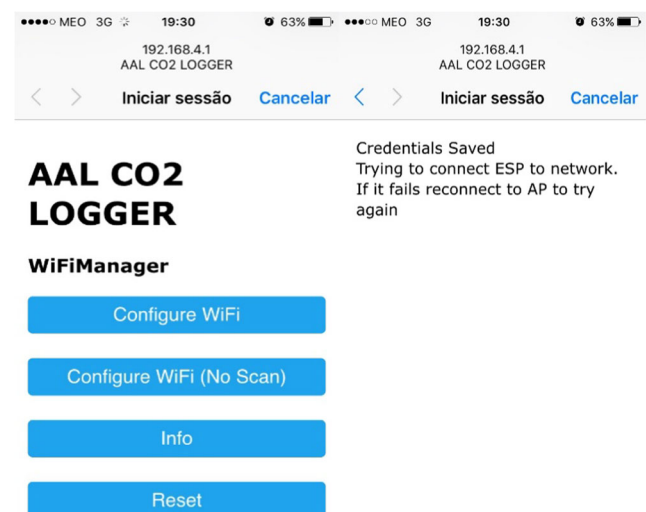 MEO 3G 19:30 63%
192.168.4.1
AAL CO2 LOGGER
Iniciar sessão Cancelar
AAL CO2
LOGGER
WiFiManager
Configure WiFi
Configure WiFi (No Scan)
Info
Reset
MEO 3G 19:30 63%
192.168.4.1
AAL CO2 LOGGER
Iniciar sessão Cancelar
Credentials Saved
Trying to connect ESP to network.
If it fails reconnect to AP to try
again